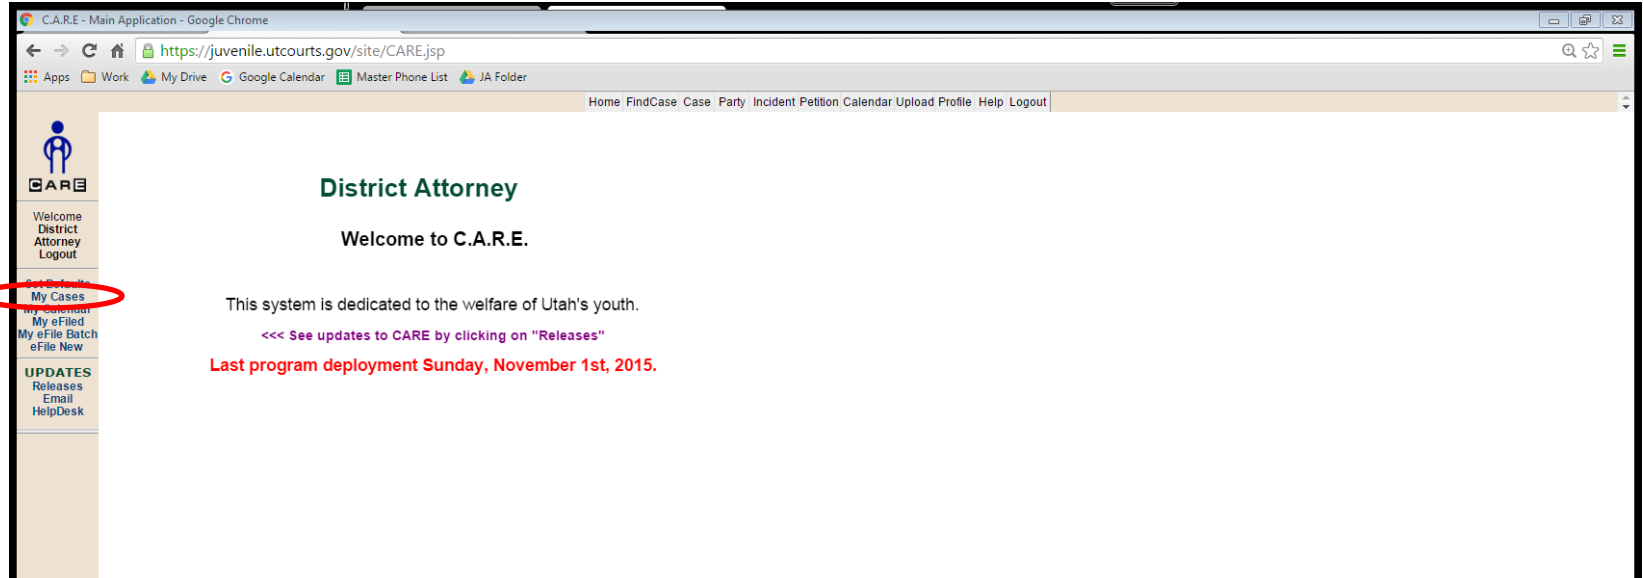 C.A.R.E - Main Application - Google Chrome
https://juvenile.utcourts.gov/site/CARE.jsp
Apps Work My Drive Google Calendar Master Phone List JA Folder
Home FindCase Case Party Incident Petition Calendar Upload Profile Help Logout
CARE
Welcome
District
Attorney
Logout
Set Defaults
My Cases
My Calendar
My eFiled
My eFile Batch
eFile New
UPDATES
Releases
Email
HelpDesk
District Attorney
Welcome to C.A.R.E.
This system is dedicated to the welfare of Utah's youth.
<<< See updates to CARE by clicking on "Releases"
Last program deployment Sunday, November 1st, 2015.